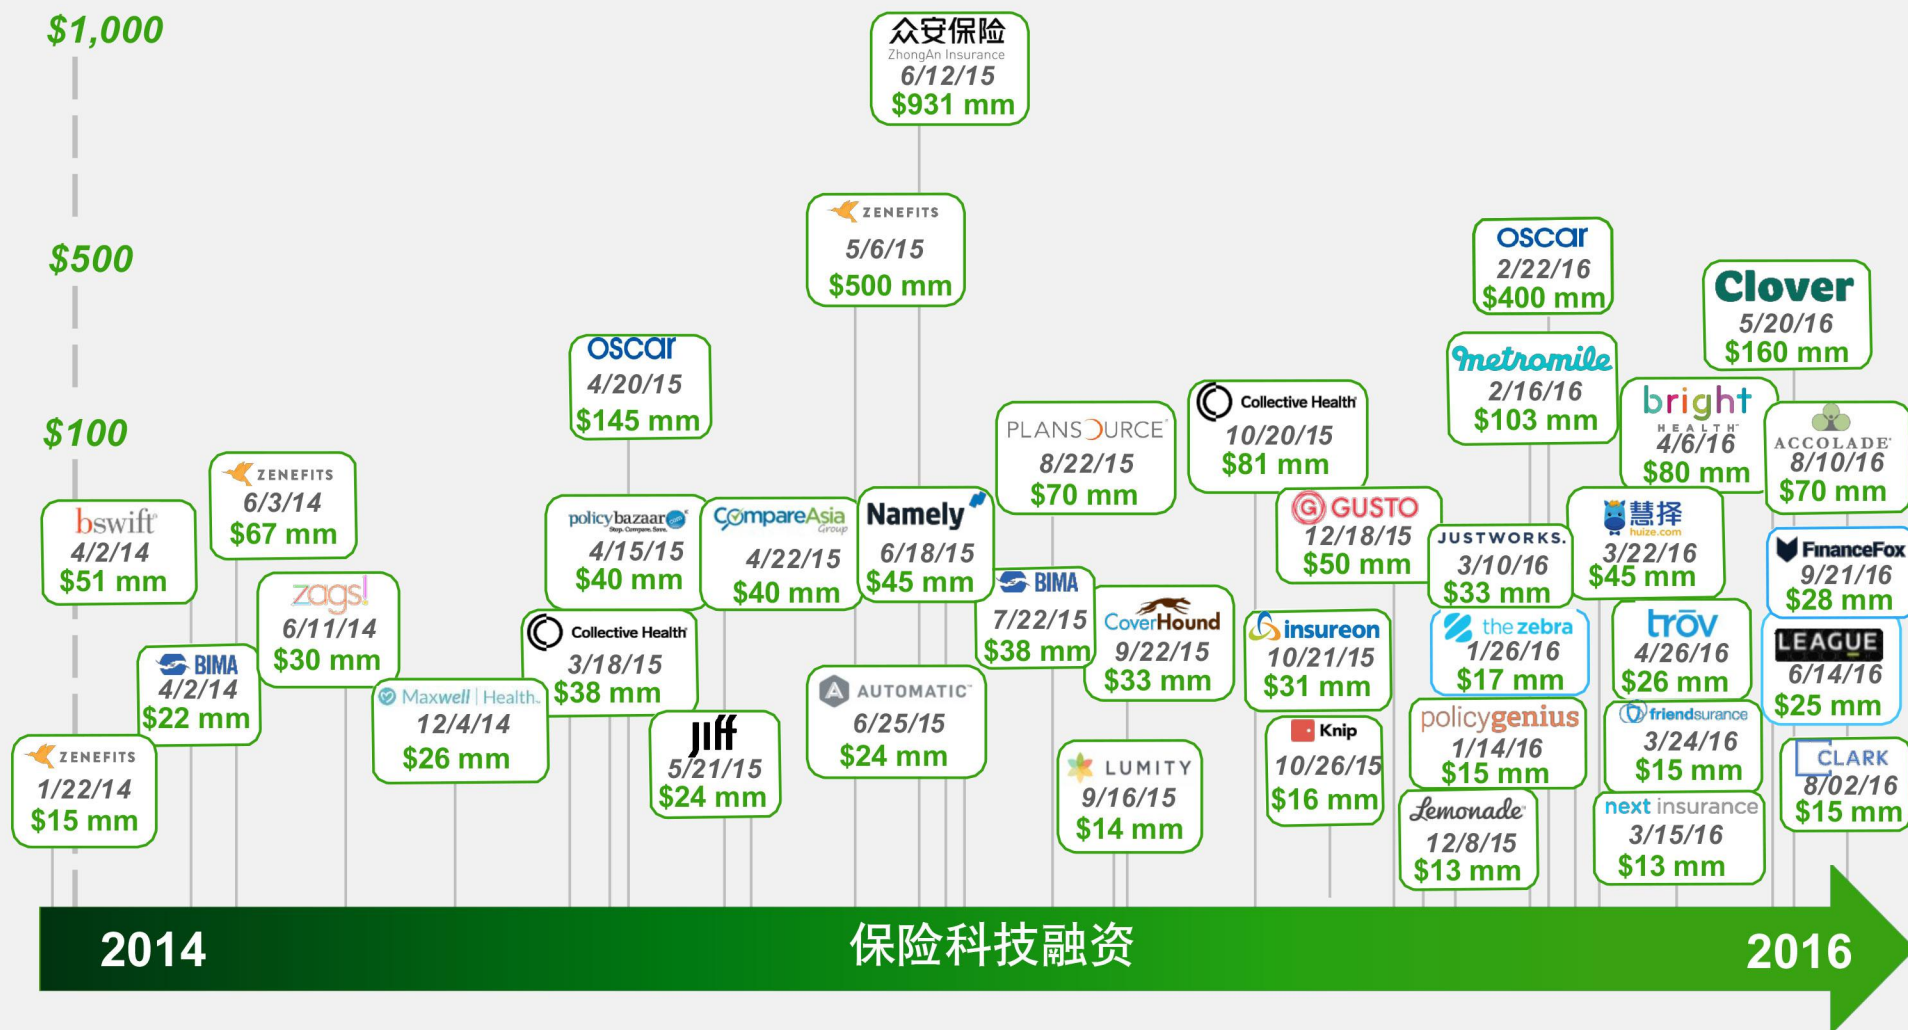 $1,000
$500
$100
众安保险
ZhongAn Insurance
6/12/15
$931 mm
ZENEFITS
5/6/15
$500 mm
oscar
2/22/16
$400 mm
Clover
5/20/16
$160 mm
oscar
4/20/15
$145 mm
metromile
2/16/16
$103 mm
bright
HEALTH
4/6/16
$80 mm
ACCOLADE
8/10/16
$70 mm
Collective Health
10/20/15
$81 mm
PLANSOURCE
8/22/15
$70 mm
ZENEFITS
6/3/14
$67 mm
bswift
4/2/14
$51 mm
policybazaar.com
Stop. Compare. Save.
4/15/15
$40 mm
CompareAsia
Group
4/22/15
$40 mm
Namely
6/18/15
$45 mm
GUSTO
12/18/15
$50 mm
JUSTWORKS.
3/10/16
$33 mm
慧择
huize.com
3/22/16
$45 mm
FinanceFox
9/21/16
$28 mm
zags!
6/11/14
$30 mm
BIMA
7/22/15
$38 mm
CoverHound
9/22/15
$33 mm
Collective Health
3/18/15
$38 mm
insureon
10/21/15
$31 mm
the zebra
1/26/16
$17 mm
trōv
4/26/16
$26 mm
LEAGUE
6/14/16
$25 mm
BIMA
4/2/14
$22 mm
Maxwell | Health
12/4/14
$26 mm
AUTOMATIC
6/25/15
$24 mm
JIff
5/21/15
$24 mm
policygenius
1/14/16
$15 mm
friendsurance
3/24/16
$15 mm
Knip
10/26/15
$16 mm
ZENEFITS
1/22/14
$15 mm
LUMITY
9/16/15
$14 mm
CLARK
8/02/16
$15 mm
Lemonade
12/8/15
$13 mm
next insurance
3/15/16
$13 mm
2014
保险科技融资
2016